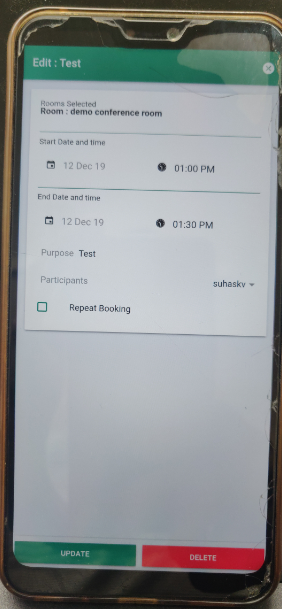 Edit : Test
Rooms Selected
Room : demo conference room
Start Date and time
12 Dec 19 01:00 PM
End Date and time
12 Dec 19 01:30 PM
Purpose Test
Participants suhaskv
Repeat Booking
UPDATE DELETE